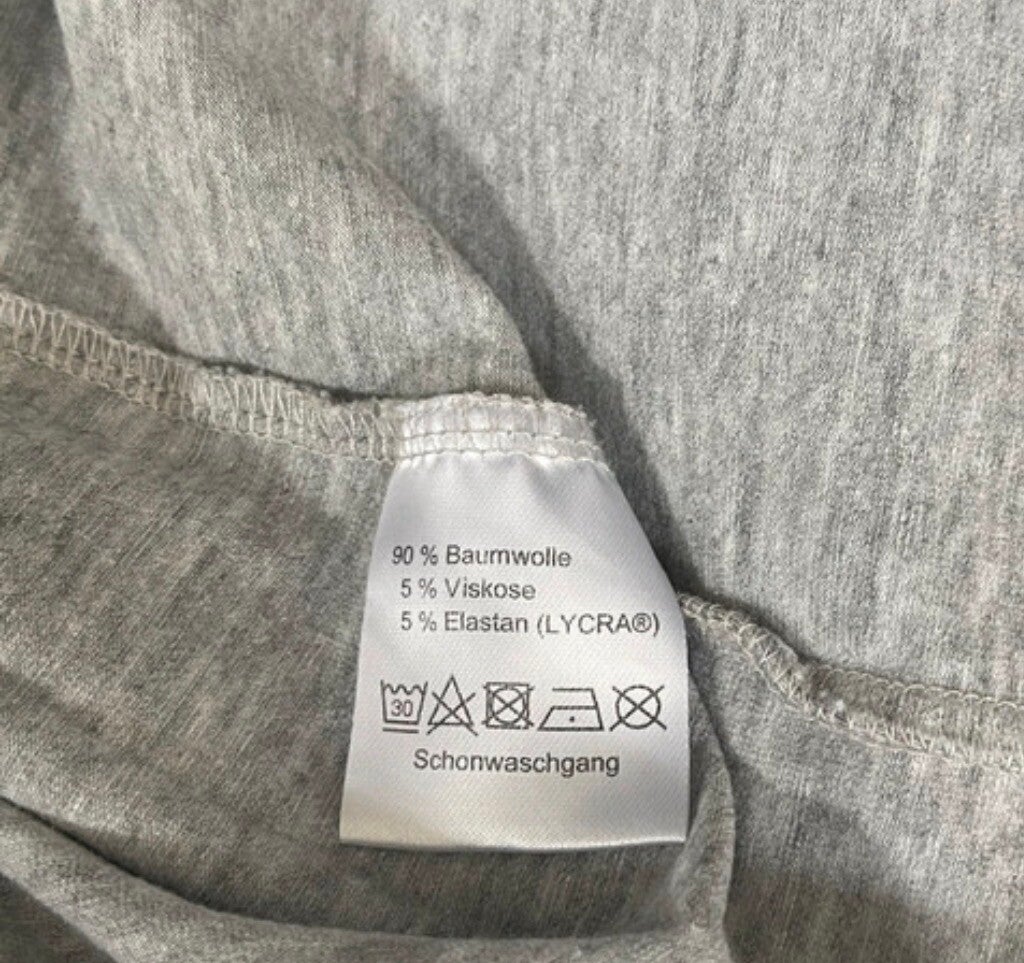 90 % Baumwolle
5 % Viskose
5 % Elastan (LYCRA®)
30
Schonwaschgang